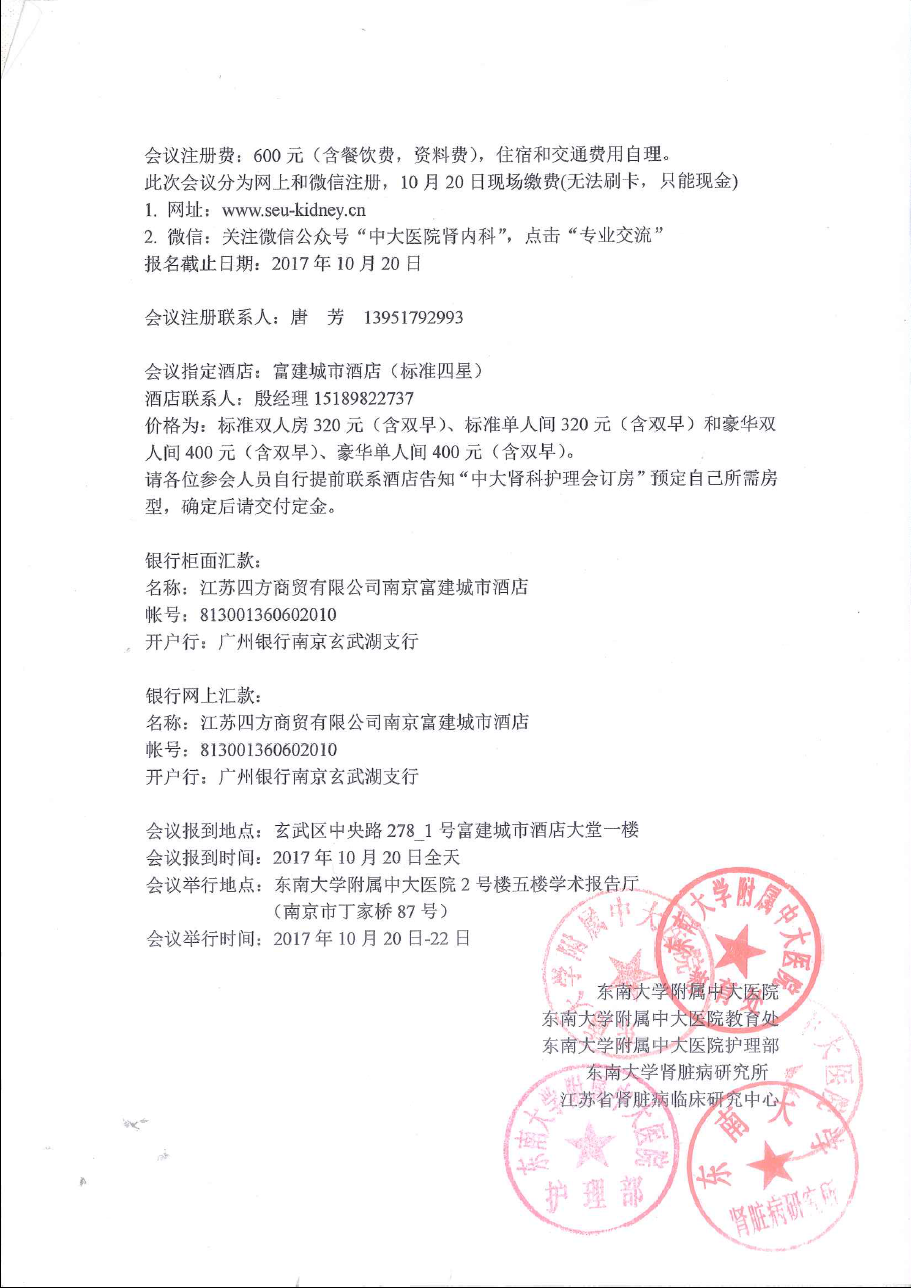 会议注册费：600 元（含餐饮费，资料费），住宿和交通费用自理。
此次会议分为网上和微信注册，10 月 20 日现场缴费(无法刷卡，只能现金)
1. 网址：www.seu-kidney.cn
2. 微信：关注微信公众号“中大医院肾内科”，点击“专业交流”
报名截止日期：2017 年 10 月 20 日
会议注册联系人：唐　芳　13951792993
会议指定酒店：富建城市酒店（标准四星）
酒店联系人：殷经理 15189822737
价格为：标准双人房 320 元（含双早）、标准单人间 320 元（含双早）和豪华双
人间 400 元（含双早）、豪华单人间 400 元（含双早）。
请各位参会人员自行提前联系酒店告知“中大肾科护理会订房”预定自己所需房
型，确定后请交付定金。
银行柜面汇款：
名称：江苏四方商贸有限公司南京富建城市酒店
帐号：813001360602010
开户行：广州银行南京玄武湖支行
银行网上汇款：
名称：江苏四方商贸有限公司南京富建城市酒店
帐号：813001360602010
开户行：广州银行南京玄武湖支行
会议报到地点：玄武区中央路 278_1 号富建城市酒店大堂一楼
会议报到时间：2017 年 10 月 20 日全天
会议举行地点：东南大学附属中大医院 2 号楼五楼学术报告厅
（南京市丁家桥 87 号）
会议举行时间：2017 年 10 月 20 日-22 日
东南大学附属中大医院
东南大学附属中大医院教育处
东南大学附属中大医院护理部
东南大学肾脏病研究所
江苏省肾脏病临床研究中心
东南大学附属中大医院
教育处
大学附属中大
中大医院
东南大学附属中大医院
护理部
东南大学
肾脏病研究所